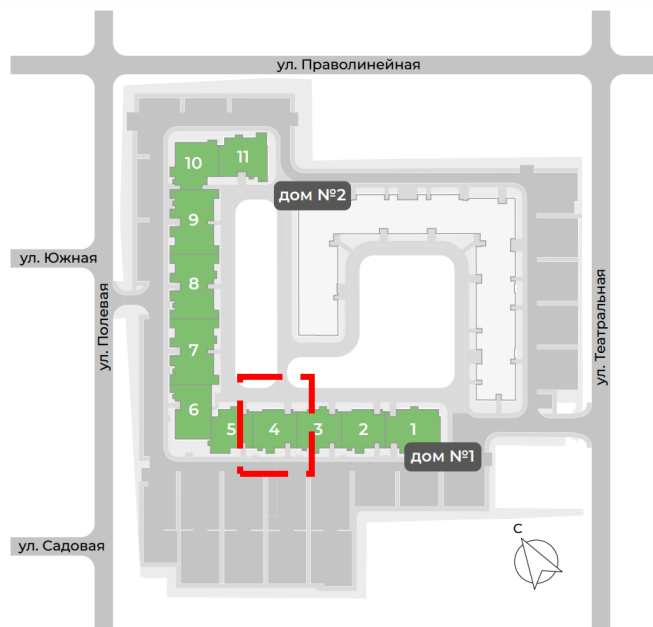 ул. Праволинейная
11
10
дом №2
9
ул. Южная
8
ул. Полевая
ул. Театральная
7
6
5
4
3
2
1
дом №1
ул. Садовая
С